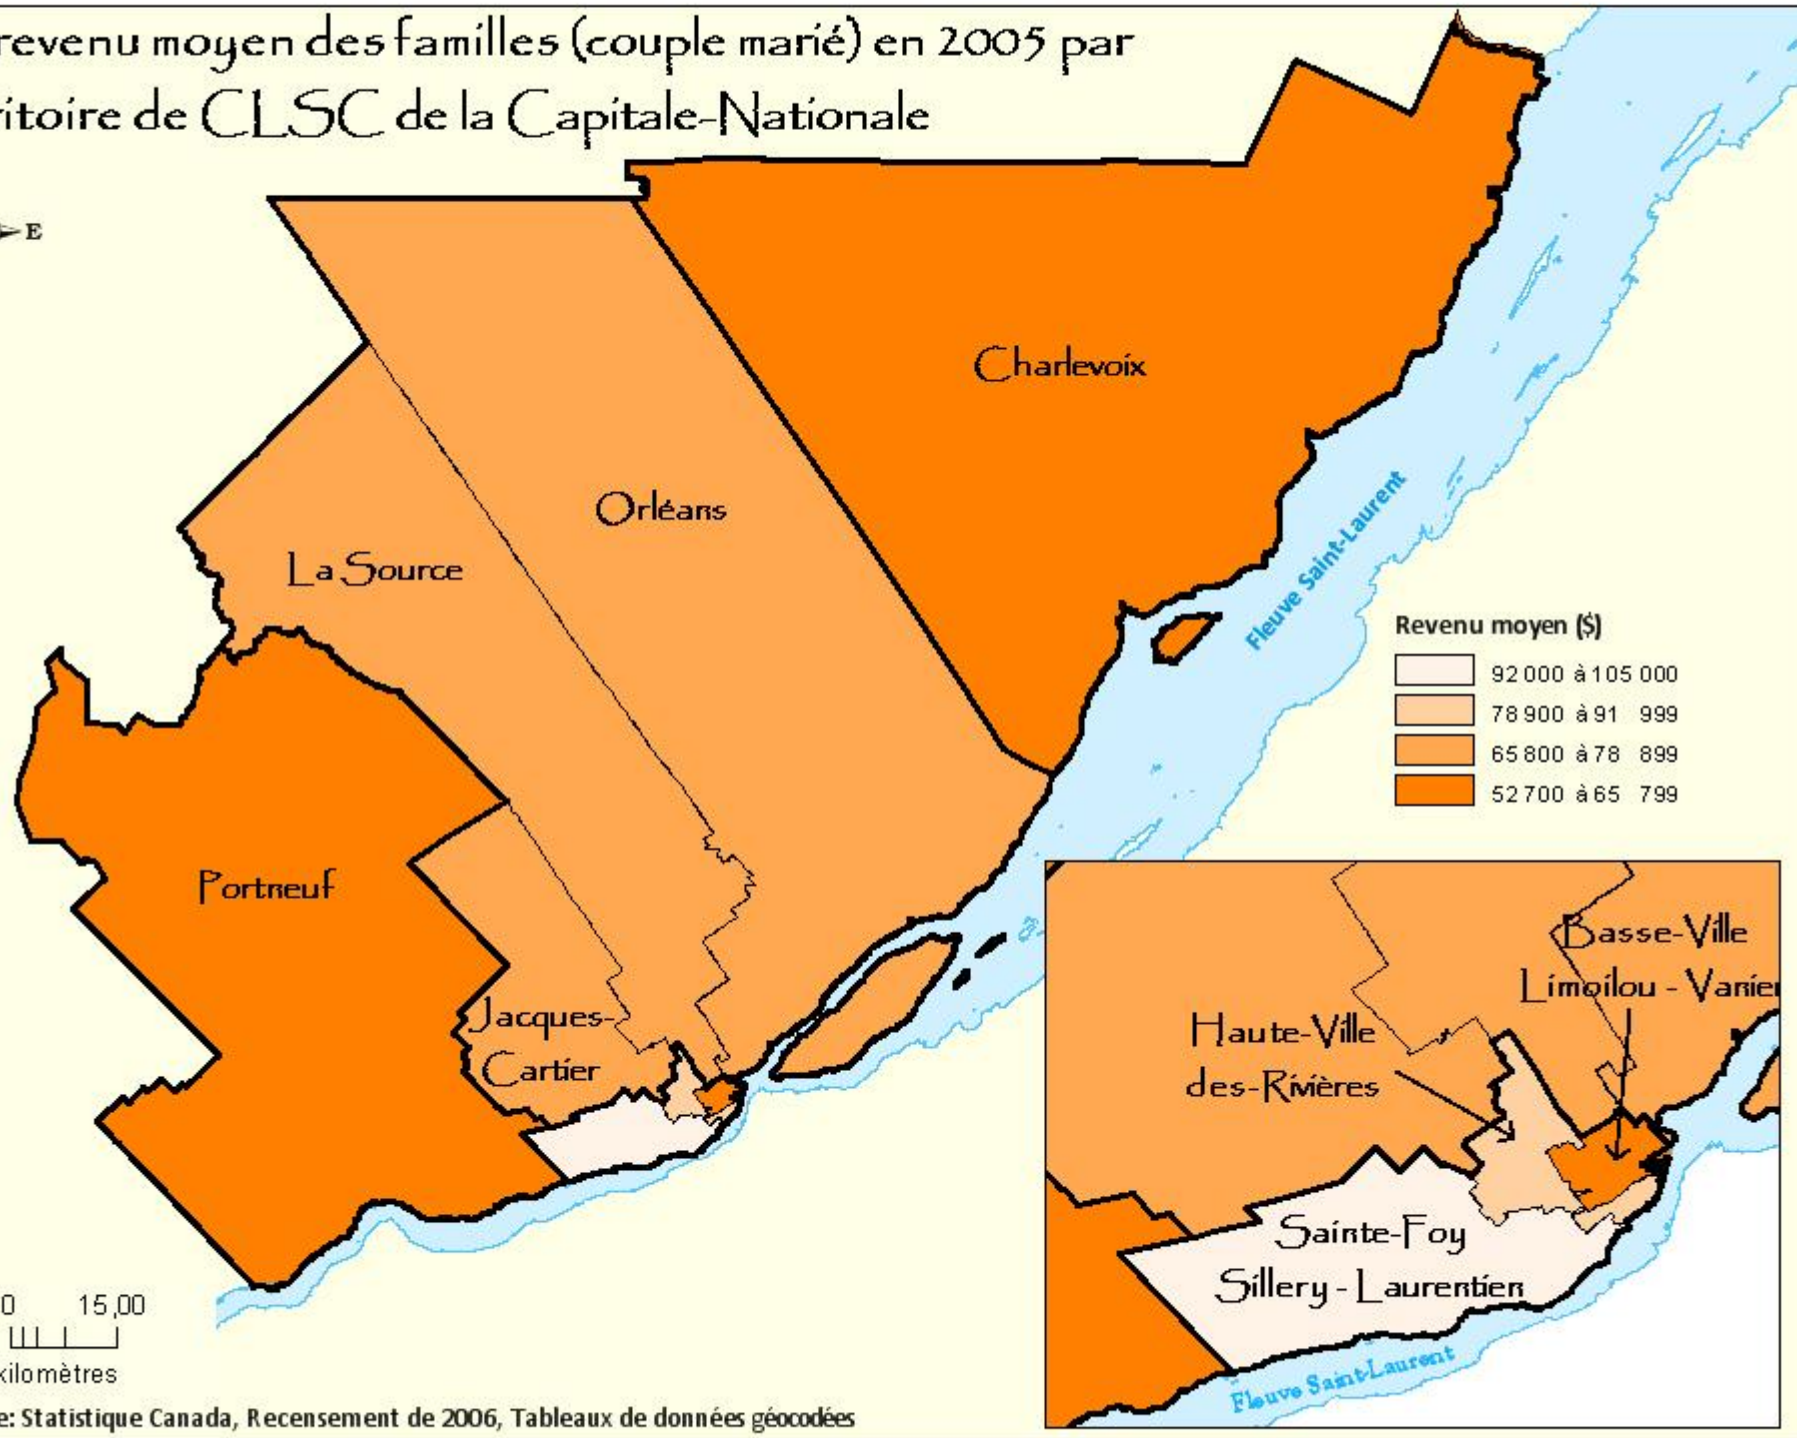 revenu moyen des familles (couple marié) en 2005 par
ritoire de CLSC de la Capitale-Nationale
E
Charlevoix
Orléans
La Source
Fleuve Saint-Laurent
Revenu moyen ($)
92 000 à 105 000
78 900 à 91 999
65 800 à 78 899
52 700 à 65 799
Portneuf
Jacques-
Cartier
Basse-Ville
Limoilou - Vanier
Haute-Ville
des-Rivières
Sainte-Foy
Sillery - Laurentien
Fleuve Saint-Laurent
0 15,00
kilomètres
e: Statistique Canada, Recensement de 2006, Tableaux de données géocodées